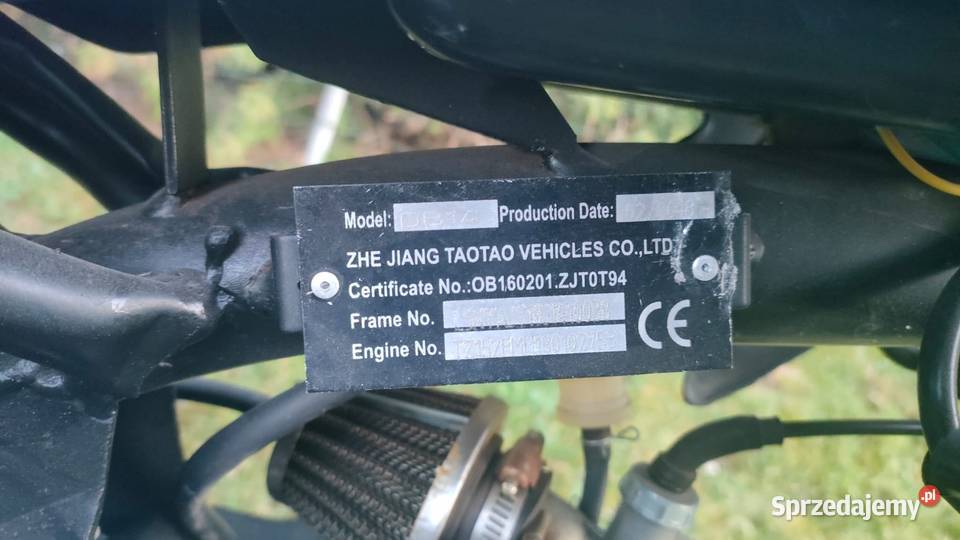 Model: DB14 Production Date:
ZHE JIANG TAOTAO VEHICLES CO.,LTD
Certificate No.:OB160201.ZJT0T94
Frame No.
Engine No.
CE
Sprzedajemy.pl